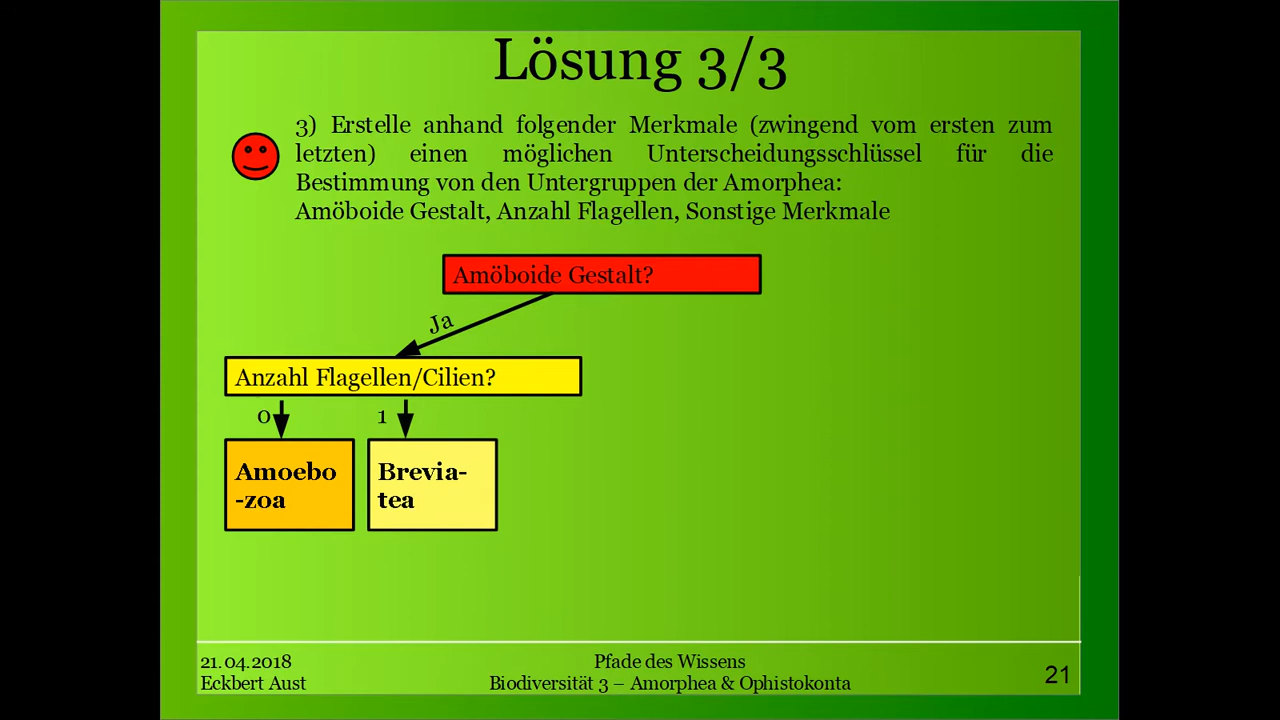 Lösung 3/3
3) Erstelle anhand folgender Merkmale (zwingend vom ersten zum
letzten) einen möglichen Unterscheidungsschlüssel für die
Bestimmung von den Untergruppen der Amorphea:
Amöboide Gestalt, Anzahl Flagellen, Sonstige Merkmale
Amöboide Gestalt?
Ja
Anzahl Flagellen/Cilien?
0
1
Amoebo
-zoa
Brevia-
tea
21.04.2018
Eckbert Aust
Pfade des Wissens
Biodiversität 3 – Amorphea & Ophistokonta
21